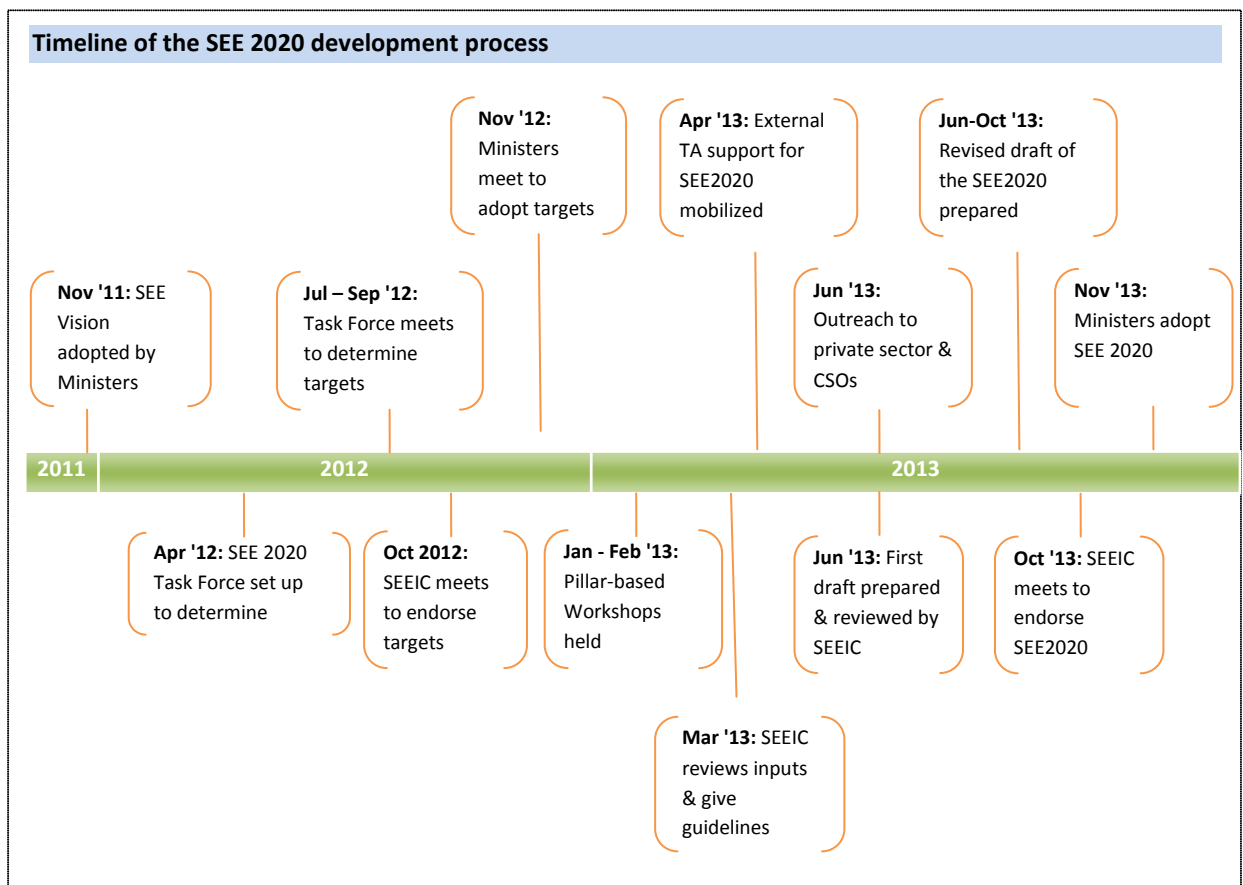 Timeline of the SEE 2020 development process
Nov '12:
Ministers
meet to
adopt targets
Apr '13: External
TA support for
SEE2020
mobilized
Jun-Oct '13:
Revised draft of
the SEE2020
prepared
Nov '11: SEE
Vision
adopted by
Ministers
Jul – Sep '12:
Task Force meets
to determine
targets
Jun '13:
Outreach to
private sector &
CSOs
Nov '13:
Ministers adopt
SEE 2020
2011
2012
2013
Apr '12: SEE 2020
Task Force set up
to determine
Oct 2012:
SEEIC meets
to endorse
targets
Jan - Feb '13:
Pillar-based
Workshops
held
Jun '13: First
draft prepared
& reviewed by
SEEIC
Oct '13: SEEIC
meets to
endorse
SEE2020
Mar '13: SEEIC
reviews inputs
& give
guidelines